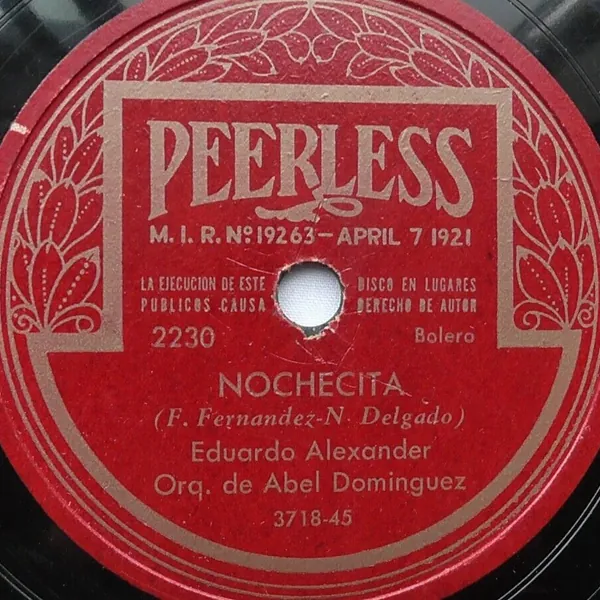 PEERLESS
M. I. R. Nº 19263 — APRIL 7 1921
LA EJECUCION DE ESTE DISCO EN LUGARES
PUBLICOS CAUSA DERECHO DE AUTOR
2230 Bolero
NOCHECITA
(F. Fernandez-N. Delgado)
Eduardo Alexander
Orq. de Abel Dominguez
3718-45